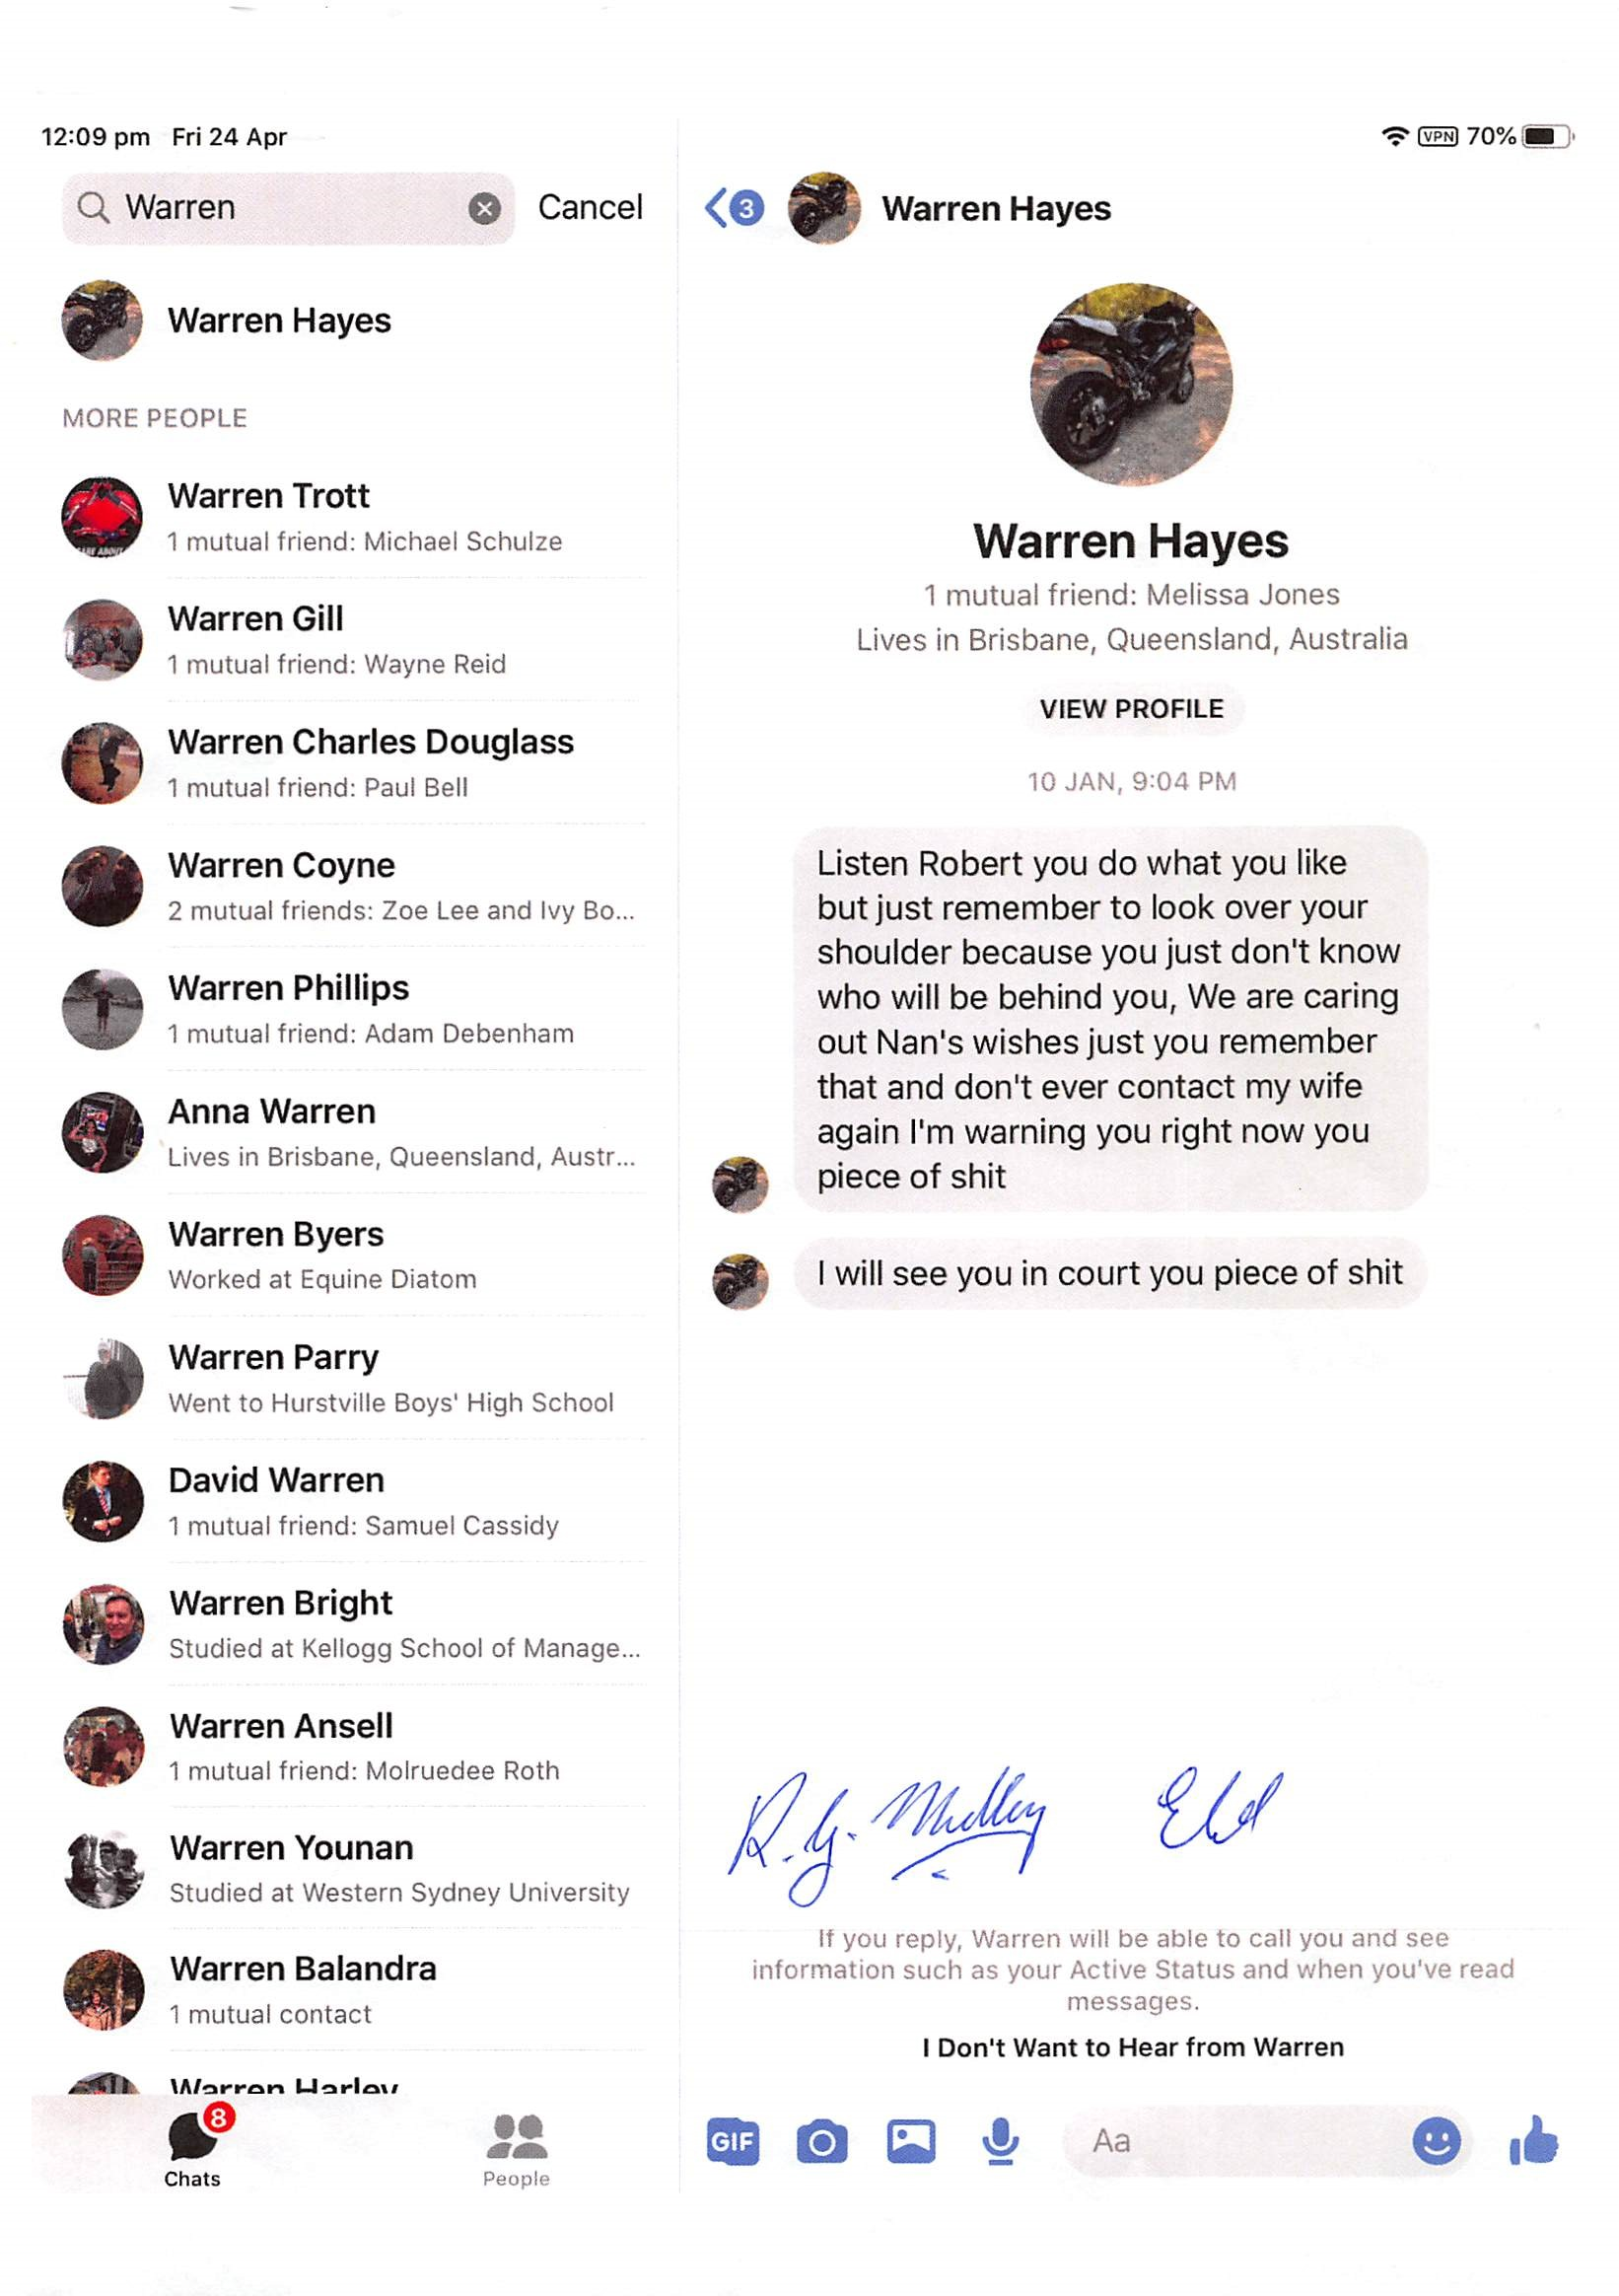 12:09 pm Fri 24 Apr
VPN 70%
Warren
Cancel
Warren Hayes
MORE PEOPLE
Warren Trott
1 mutual friend: Michael Schulze
Warren Gill
1 mutual friend: Wayne Reid
Warren Charles Douglass
1 mutual friend: Paul Bell
Warren Coyne
2 mutual friends: Zoe Lee and Ivy Bo...
Warren Phillips
1 mutual friend: Adam Debenham
Anna Warren
Lives in Brisbane, Queensland, Austr...
Warren Byers
Worked at Equine Diatom
Warren Parry
Went to Hurstville Boys' High School
David Warren
1 mutual friend: Samuel Cassidy
Warren Bright
Studied at Kellogg School of Manage...
Warren Ansell
1 mutual friend: Molruedee Roth
Warren Younan
Studied at Western Sydney University
Warren Balandra
1 mutual contact
Warren Harley
8
Chats
People
3
Warren Hayes
Warren Hayes
1 mutual friend: Melissa Jones
Lives in Brisbane, Queensland, Australia
VIEW PROFILE
10 JAN, 9:04 PM
Listen Robert you do what you like
but just remember to look over your
shoulder because you just don't know
who will be behind you, We are caring
out Nan's wishes just you remember
that and don't ever contact my wife
again I'm warning you right now you
piece of shit
I will see you in court you piece of shit
R. G.
If you reply, Warren will be able to call you and see
information such as your Active Status and when you've read
messages.
I Don't Want to Hear from Warren
GIF
Aa